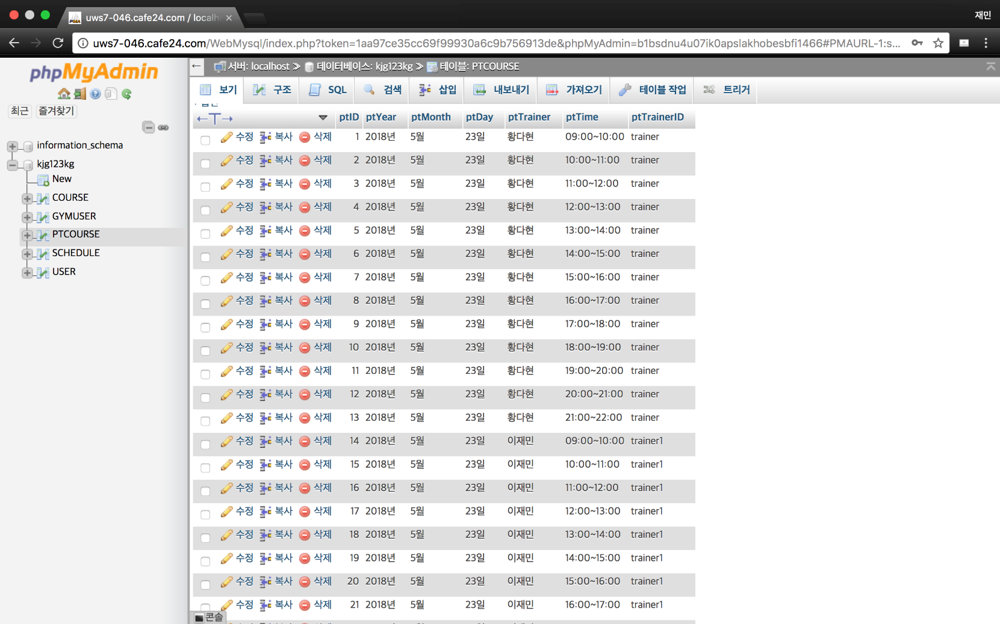 uws7-046.cafe24.com / localh
재민
uws7-046.cafe24.com/WebMysql/index.php?token=1aa97ce35cc69f99930a6c9b756913de&phpMyAdmin=b1bsdnu4u07ik0apslakhobesbfi1466#PMAURL-1:s...
phpMyAdmin
최근 즐겨찾기
information_schema
kjg123kg
New
COURSE
GYMUSER
PTCOURSE
SCHEDULE
USER
서버: localhost » 데이터베이스: kjg123kg » 테이블: PTCOURSE
보기 구조 SQL 검색 삽입 내보내기 가져오기 테이블 작업 트리거
←T→ ptID ptYear ptMonth ptDay ptTrainer ptTime ptTrainerID
수정 복사 삭제 1 2018년 5월 23일 황다현 09:00~10:00 trainer
수정 복사 삭제 2 2018년 5월 23일 황다현 10:00~11:00 trainer
수정 복사 삭제 3 2018년 5월 23일 황다현 11:00~12:00 trainer
수정 복사 삭제 4 2018년 5월 23일 황다현 12:00~13:00 trainer
수정 복사 삭제 5 2018년 5월 23일 황다현 13:00~14:00 trainer
수정 복사 삭제 6 2018년 5월 23일 황다현 14:00~15:00 trainer
수정 복사 삭제 7 2018년 5월 23일 황다현 15:00~16:00 trainer
수정 복사 삭제 8 2018년 5월 23일 황다현 16:00~17:00 trainer
수정 복사 삭제 9 2018년 5월 23일 황다현 17:00~18:00 trainer
수정 복사 삭제 10 2018년 5월 23일 황다현 18:00~19:00 trainer
수정 복사 삭제 11 2018년 5월 23일 황다현 19:00~20:00 trainer
수정 복사 삭제 12 2018년 5월 23일 황다현 20:00~21:00 trainer
수정 복사 삭제 13 2018년 5월 23일 황다현 21:00~22:00 trainer
수정 복사 삭제 14 2018년 5월 23일 이재민 09:00~10:00 trainer1
수정 복사 삭제 15 2018년 5월 23일 이재민 10:00~11:00 trainer1
수정 복사 삭제 16 2018년 5월 23일 이재민 11:00~12:00 trainer1
수정 복사 삭제 17 2018년 5월 23일 이재민 12:00~13:00 trainer1
수정 복사 삭제 18 2018년 5월 23일 이재민 13:00~14:00 trainer1
수정 복사 삭제 19 2018년 5월 23일 이재민 14:00~15:00 trainer1
수정 복사 삭제 20 2018년 5월 23일 이재민 15:00~16:00 trainer1
수정 복사 삭제 21 2018년 5월 23일 이재민 16:00~17:00 trainer1
콘솔